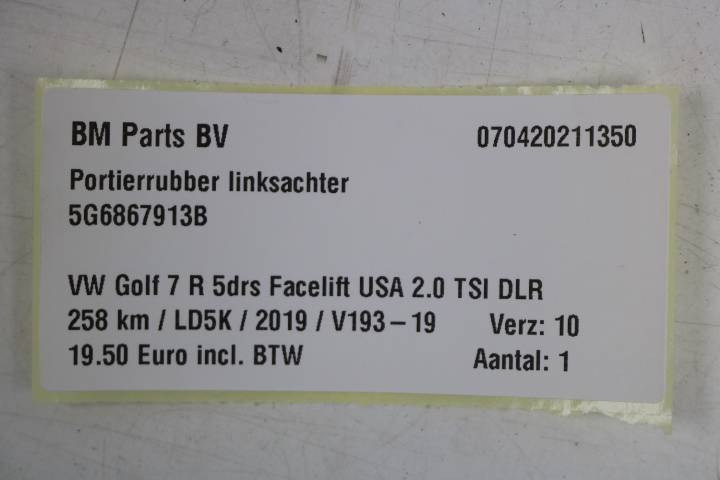 BM Parts BV 070420211350
Portierrubber linksachter
5G6867913B
VW Golf 7 R 5drs Facelift USA 2.0 TSI DLR
258 km / LD5K / 2019 / V193-19 Verz: 10
19.50 Euro incl. BTW Aantal: 1